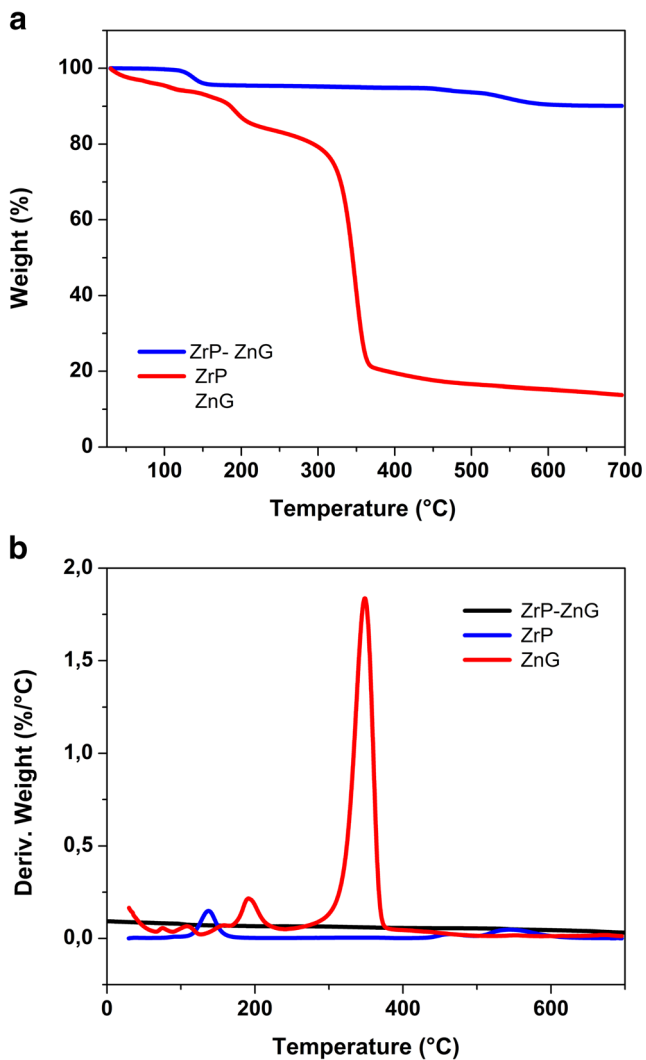 a
100
80
60
40
20
0
Weight (%)
ZrP- ZnG
ZrP
ZnG
100 200 300 400 500 600 700
Temperature (°C)
b
2,0
1,5
1,0
0,5
0,0
Deriv. Weight (%/°C)
ZrP-ZnG
ZrP
ZnG
0 200 400 600
Temperature (°C)